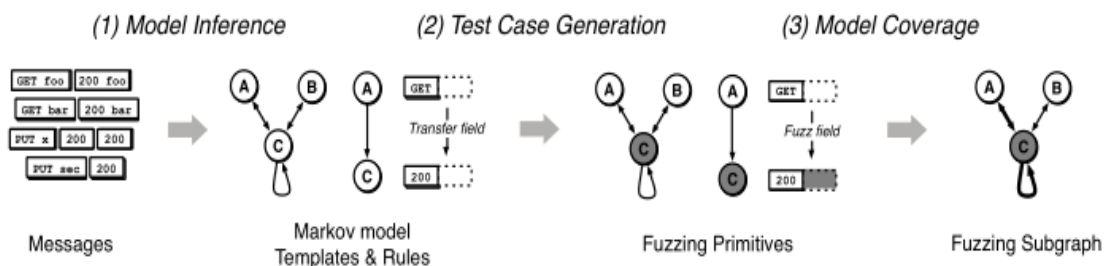 (1) Model Inference
(2) Test Case Generation
(3) Model Coverage
GET foo 200 foo
GET bar 200 bar
PUT x 200 200
PUT sec 200
Messages
A B
C
A
C
GET
Transfer field
200
Markov model
Templates & Rules
A B
C
A
C
GET
Fuzz field
200
Fuzzing Primitives
A B
C
Fuzzing Subgraph